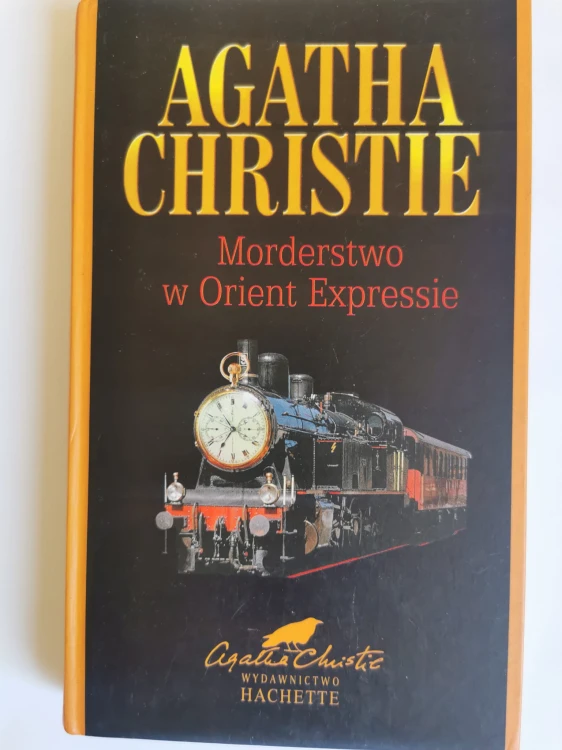 AGATHA
CHRISTIE
Morderstwo
w Orient Expressie
Agatha Christie
WYDAWNICTWO
HACHETTE